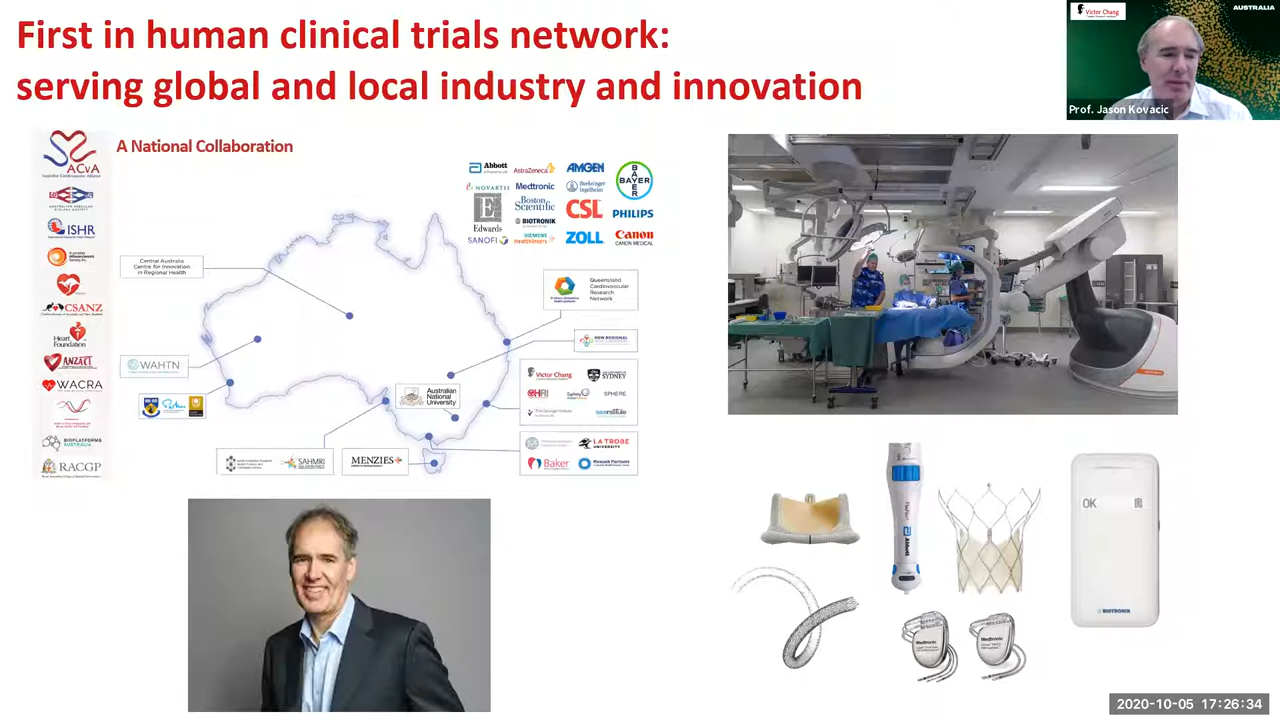 First in human clinical trials network:
serving global and local industry and innovation
Victor Chang
AUSTRALIA
Prof. Jason Kovacic
A National Collaboration
ACvA
ISHR
CSANZ
Heart
Foundation
ANZACT
WACRA
BIOPLATFORMS
AUSTRALIA
RACGP
Abbott
AstraZeneca
AMGEN
BAYER
BAYER
NOVARTIS
Medtronic
Boehringer
Ingelheim
Boston
Scientific
CSL
PHILIPS
E
Edwards
BIOTRONIK
SANOFI
SIEMENS
Healthineers
ZOLL
Canon
CANON MEDICAL
Central Australia
Centre for Innovation
in Regional Health
Queensland
Cardiovascular
Research
Network
WAHTN
Australian
National
University
Victor Chang
SYDNEY
SPHERE
SAHMRI
MENZIES
LA TROBE
UNIVERSITY
Baker
Monash Partners
Abbott
OK
BIOTRONIK
Medtronic
Medtronic
2020-10-05 17:26:34